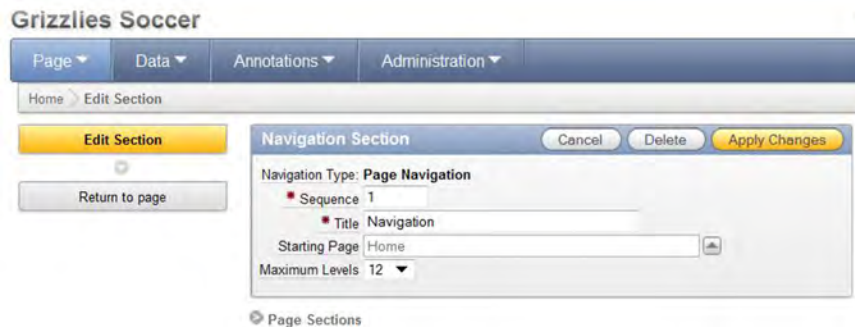 Grizzlies Soccer
Page Data Annotations Administration
Home Edit Section
Edit Section
Return to page
Navigation Section Cancel Delete Apply Changes
Navigation Type: Page Navigation
* Sequence 1
* Title Navigation
Starting Page Home
Maximum Levels 12
Page Sections